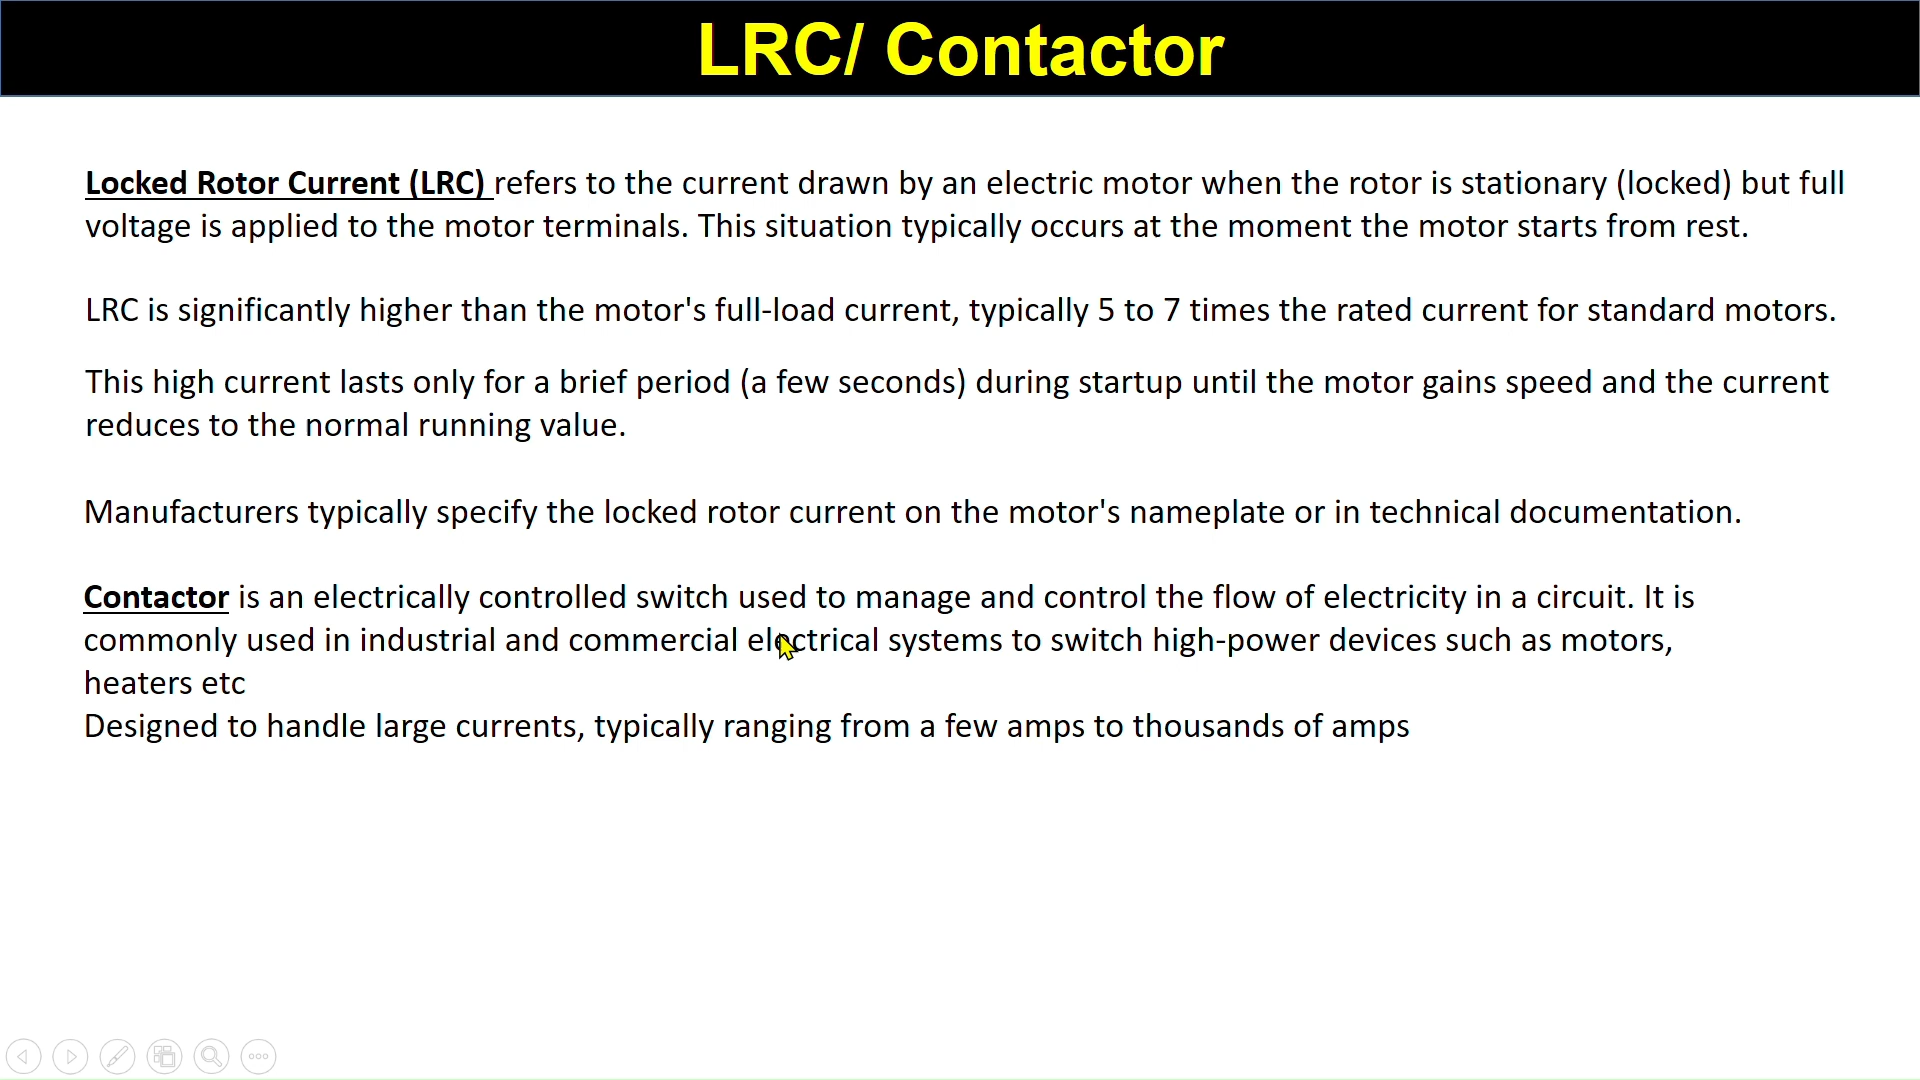 LRC/ Contactor
Locked Rotor Current (LRC) refers to the current drawn by an electric motor when the rotor is stationary (locked) but full
voltage is applied to the motor terminals. This situation typically occurs at the moment the motor starts from rest.
LRC is significantly higher than the motor's full-load current, typically 5 to 7 times the rated current for standard motors.
This high current lasts only for a brief period (a few seconds) during startup until the motor gains speed and the current
reduces to the normal running value.
Manufacturers typically specify the locked rotor current on the motor's nameplate or in technical documentation.
Contactor is an electrically controlled switch used to manage and control the flow of electricity in a circuit. It is
commonly used in industrial and commercial electrical systems to switch high-power devices such as motors,
heaters etc
Designed to handle large currents, typically ranging from a few amps to thousands of amps